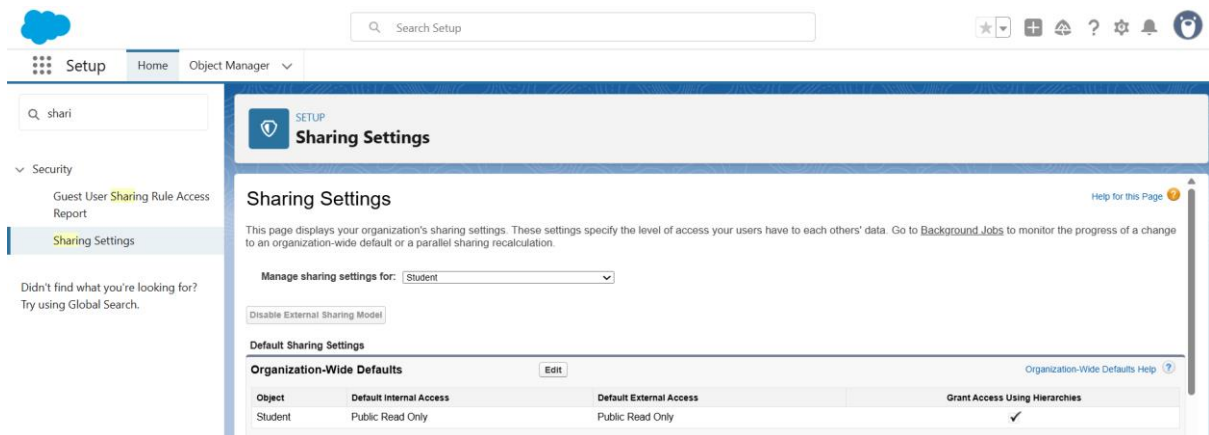 Search Setup
Setup
Home
Object Manager
shari
Security
Guest User Sharing Rule Access
Report
Sharing Settings
Didn't find what you're looking for?
Try using Global Search.
SETUP
Sharing Settings
Sharing Settings
Help for this Page
This page displays your organization's sharing settings. These settings specify the level of access your users have to each others' data. Go to Background Jobs to monitor the progress of a change
to an organization-wide default or a parallel sharing recalculation.
Manage sharing settings for: Student
Disable External Sharing Model
Default Sharing Settings
Organization-Wide Defaults Edit Organization-Wide Defaults Help ?
Object Default Internal Access Default External Access Grant Access Using Hierarchies
Student Public Read Only Public Read Only ✓